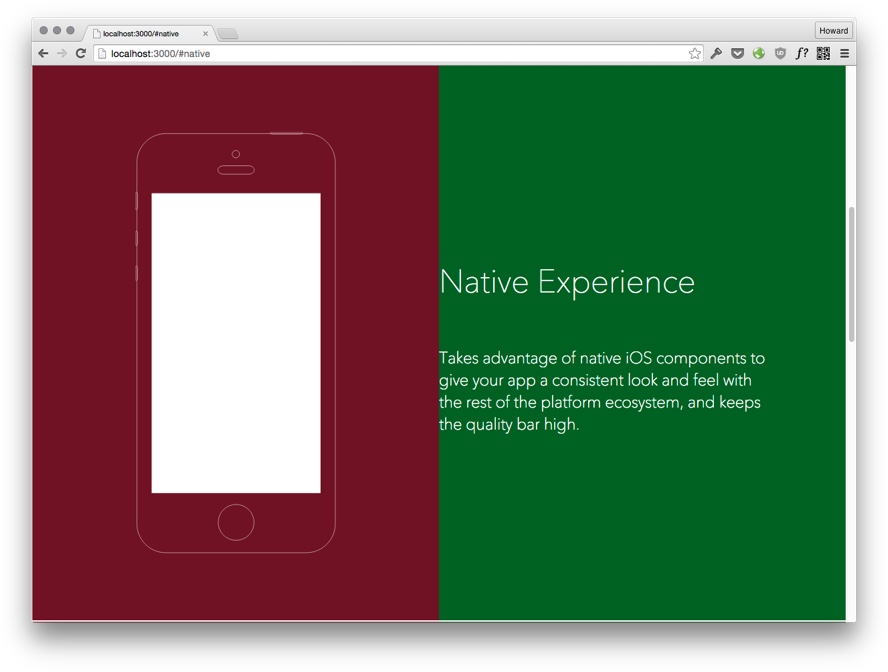 localhost:3000/#native
Howard
localhost:3000/#native
f?
Native Experience
Takes advantage of native iOS components to
give your app a consistent look and feel with
the rest of the platform ecosystem, and keeps
the quality bar high.